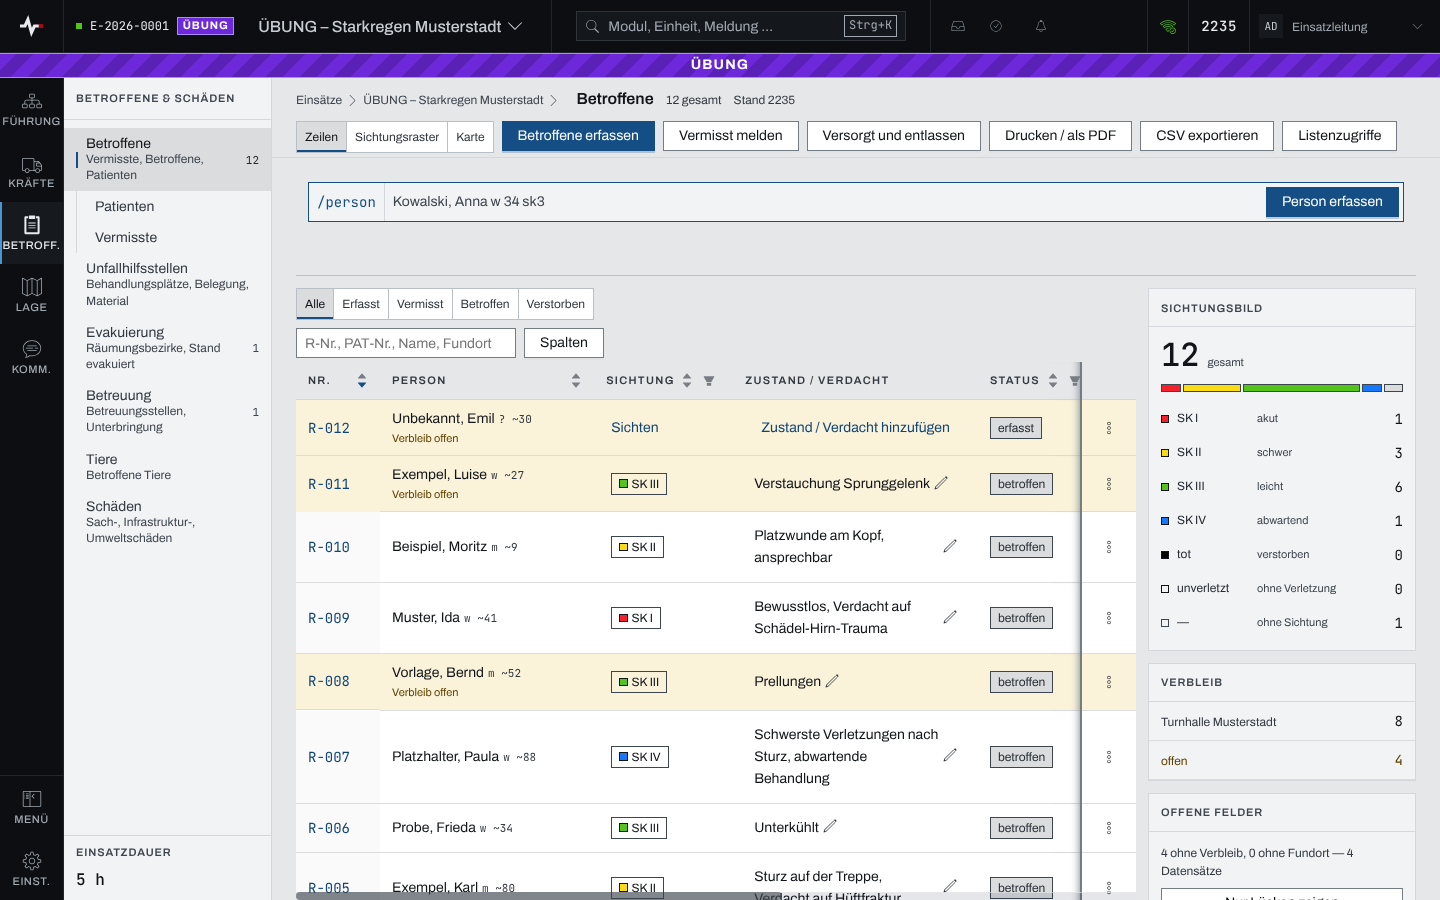 E-2026-0001 ÜBUNG ÜBUNG – Starkregen Musterstadt Modul, Einheit, Meldung ... Strg+K 2235 AD Einsatzleitung
ÜBUNG
FÜHRUNG
KRÄFTE
BETROFF.
LAGE
KOMM.
MENÜ
EINST.
BETROFFENE & SCHÄDEN
Betroffene
Vermisste, Betroffene, 12
Patienten
Patienten
Vermisste
Unfallhilfsstellen
Behandlungsplätze, Belegung,
Material
Evakuierung
Räumungsbezirke, Stand 1
evakuiert
Betreuung
Betreuungsstellen, 1
Unterbringung
Tiere
Betroffene Tiere
Schäden
Sach-, Infrastruktur-,
Umweltschäden
EINSATZDAUER
5 h
Einsätze ÜBUNG – Starkregen Musterstadt Betroffene 12 gesamt Stand 2235
Zeilen Sichtungsraster Karte Betroffene erfassen Vermisst melden Versorgt und entlassen Drucken / als PDF CSV exportieren Listenzugriffe
/person Kowalski, Anna w 34 sk3 Person erfassen
Alle Erfasst Vermisst Betroffen Verstorben
R-Nr., PAT-Nr., Name, Fundort Spalten
NR. PERSON SICHTUNG ZUSTAND / VERDACHT STATUS
R-012 Unbekannt, Emil ? ~30 Sichten Zustand / Verdacht hinzufügen erfasst
Verbleib offen
R-011 Exempel, Luise w ~27 SK III Verstauchung Sprunggelenk betroffen
Verbleib offen
R-010 Beispiel, Moritz m ~9 SK II Platzwunde am Kopf, betroffen
ansprechbar
R-009 Muster, Ida w ~41 SK I Bewusstlos, Verdacht auf betroffen
Schädel-Hirn-Trauma
R-008 Vorlage, Bernd m ~52 SK III Prellungen betroffen
Verbleib offen
R-007 Platzhalter, Paula w ~88 SK IV Schwerste Verletzungen nach betroffen
Sturz, abwartende
Behandlung
R-006 Probe, Frieda w ~34 SK III Unterkühlt betroffen
R-005 Exempel, Karl m ~80 SK II Sturz auf der Treppe, betroffen
Verdacht auf Hüftfraktur
SICHTUNGSBILD
12 gesamt
SK I akut 1
SK II schwer 3
SK III leicht 6
SK IV abwartend 1
tot verstorben 0
unverletzt ohne Verletzung 0
— ohne Sichtung 1
VERBLEIB
Turnhalle Musterstadt 8
offen 4
OFFENE FELDER
4 ohne Verbleib, 0 ohne Fundort — 4
Datensätze
Nur Lücken zeigen